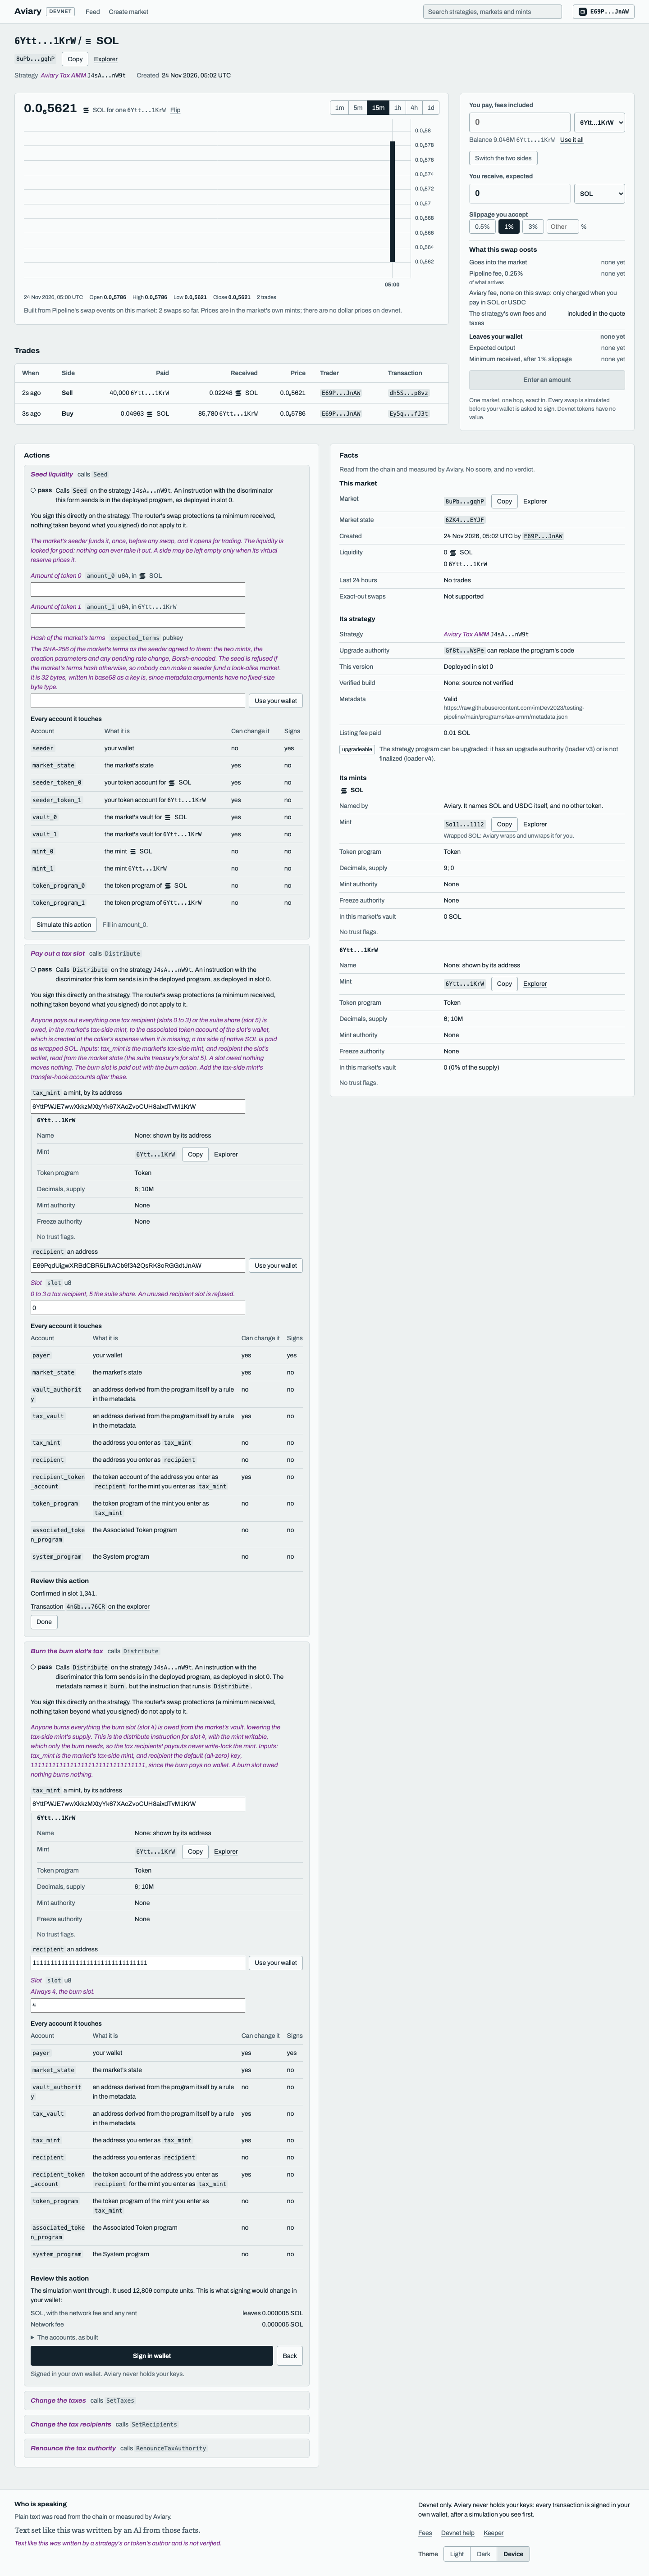 Aviary DEVNET Feed Create market Search strategies, markets and mints E69P...JnAW
6Ytt...1KrW / SOL
8uPb...gqhP Copy Explorer
Strategy Aviary Tax AMM J4sA...nW9t Created 24 Nov 2026, 05:02 UTC
0.0₆5621 SOL for one 6Ytt...1KrW Flip
1m 5m 15m 1h 4h 1d
0.0₆58
0.0₆578
0.0₆576
0.0₆574
0.0₆572
0.0₆57
0.0₆568
0.0₆566
0.0₆564
0.0₆562
05:00
24 Nov 2026, 05:00 UTC Open 0.0₆5786 High 0.0₆5786 Low 0.0₆5621 Close 0.0₆5621 2 trades
Built from Pipeline's swap events on this market: 2 swaps so far. Prices are in the market's own mints; there are no dollar prices on devnet.
You pay, fees included
0 6Ytt...1KrW
Balance 9.046M 6Ytt...1KrW Use it all
Switch the two sides
You receive, expected
0 SOL
Slippage you accept
0.5% 1% 3% Other %
What this swap costs
Goes into the market none yet
Pipeline fee, 0.25% none yet
of what arrives
Aviary fee, none on this swap: only charged when you
pay in SOL or USDC
The strategy's own fees and included in the quote
taxes
Leaves your wallet none yet
Expected output none yet
Minimum received, after 1% slippage none yet
Enter an amount
One market, one hop, exact in. Every swap is simulated
before your wallet is asked to sign. Devnet tokens have no
value.
Trades
When Side Paid Received Price Trader Transaction
2s ago Sell 40,000 6Ytt...1KrW 0.02248 SOL 0.0₆5621 E69P...JnAW dhSS...p8vz
3s ago Buy 0.04963 SOL 85,780 6Ytt...1KrW 0.0₆5786 E69P...JnAW Ey5q...fJ3t
Actions
Seed liquidity calls Seed
pass Calls Seed on the strategy J4sA...nW9t. An instruction with the discriminator
this form sends is in the deployed program, as deployed in slot 0.
You sign this directly on the strategy. The router's swap protections (a minimum received,
nothing taken beyond what you signed) do not apply to it.
The market's seeder funds it, once, before any swap, and it opens for trading. The liquidity is
locked for good: nothing can ever take it out. A side may be left empty only when its virtual
reserve prices it.
Amount of token 0 amount_0 u64, in SOL
Amount of token 1 amount_1 u64, in 6Ytt...1KrW
Hash of the market's terms expected_terms pubkey
The SHA-256 of the market's terms as the seeder agreed to them: the two mints, the
creation parameters and any pending rate change, Borsh-encoded. The seed is refused if
the market's terms hash otherwise, so nobody can make a seeder fund a look-alike market.
It is 32 bytes, written in base58 as a key is, since metadata arguments have no fixed-size
byte type.
Use your wallet
Every account it touches
Account What it is Can change it Signs
seeder your wallet no yes
market_state the market's state yes no
seeder_token_0 your token account for SOL yes no
seeder_token_1 your token account for 6Ytt...1KrW yes no
vault_0 the market's vault for SOL yes no
vault_1 the market's vault for 6Ytt...1KrW yes no
mint_0 the mint SOL no no
mint_1 the mint 6Ytt...1KrW no no
token_program_0 the token program of SOL no no
token_program_1 the token program of 6Ytt...1KrW no no
Simulate this action Fill in amount_0.
Pay out a tax slot calls Distribute
pass Calls Distribute on the strategy J4sA...nW9t. An instruction with the
discriminator this form sends is in the deployed program, as deployed in slot 0.
You sign this directly on the strategy. The router's swap protections (a minimum received,
nothing taken beyond what you signed) do not apply to it.
Anyone pays out everything one tax recipient (slots 0 to 3) or the suite share (slot 5) is
owed, in the market's tax-side mint, to the associated token account of the slot's wallet,
which is created at the caller's expense when it is missing; a tax side of native SOL is paid
as wrapped SOL. Inputs: tax_mint is the market's tax-side mint, and recipient the slot's
wallet, read from the market state (the suite treasury's for slot 5). A slot owed nothing
moves nothing. The burn slot is paid out with the burn action. Add the tax-side mint's
transfer-hook accounts after these.
tax_mint a mint, by its address
6YttPWJE7wwXkkzMXtyYk67XAcZvoCUH8aixdTvM1KrW
6Ytt...1KrW
Name None: shown by its address
Mint 6Ytt...1KrW Copy Explorer
Token program Token
Decimals, supply 6; 10M
Mint authority None
Freeze authority None
No trust flags.
recipient an address
E69PqdUigwXRBdCBR5LfkACb9f342QsRK8oRGGdtJnAW Use your wallet
Slot slot u8
0 to 3 a tax recipient, 5 the suite share. An unused recipient slot is refused.
0
Every account it touches
Account What it is Can change it Signs
payer your wallet yes yes
market_state the market's state yes no
vault_authorit an address derived from the program itself by a rule no no
y in the metadata
tax_vault an address derived from the program itself by a rule yes no
in the metadata
tax_mint the address you enter as tax_mint no no
recipient the address you enter as recipient no no
recipient_token the token account of the address you enter as yes no
_account recipient for the mint you enter as tax_mint
token_program the token program of the mint you enter as no no
tax_mint
associated_toke the Associated Token program no no
n_program
system_program the System program no no
Review this action
Confirmed in slot 1,341.
Transaction 4nGb...76CR on the explorer
Done
Burn the burn slot's tax calls Distribute
pass Calls Distribute on the strategy J4sA...nW9t. An instruction with the
discriminator this form sends is in the deployed program, as deployed in slot 0. The
metadata names it burn, but the instruction that runs is Distribute.
You sign this directly on the strategy. The router's swap protections (a minimum received,
nothing taken beyond what you signed) do not apply to it.
Anyone burns everything the burn slot (slot 4) is owed from the market's vault, lowering the
tax-side mint's supply. This is the distribute instruction for slot 4, with the mint writable,
which only the burn needs, so the tax recipients' payouts never write-lock the mint. Inputs:
tax_mint is the market's tax-side mint, and recipient the default (all-zero) key,
11111111111111111111111111111111, since the burn pays no wallet. A burn slot owed
nothing burns nothing.
tax_mint a mint, by its address
6YttPWJE7wwXkkzMXtyYk67XAcZvoCUH8aixdTvM1KrW
6Ytt...1KrW
Name None: shown by its address
Mint 6Ytt...1KrW Copy Explorer
Token program Token
Decimals, supply 6; 10M
Mint authority None
Freeze authority None
No trust flags.
recipient an address
11111111111111111111111111111111 Use your wallet
Slot slot u8
Always 4, the burn slot.
4
Every account it touches
Account What it is Can change it Signs
payer your wallet yes yes
market_state the market's state yes no
vault_authorit an address derived from the program itself by a rule no no
y in the metadata
tax_vault an address derived from the program itself by a rule yes no
in the metadata
tax_mint the address you enter as tax_mint yes no
recipient the address you enter as recipient no no
recipient_token the token account of the address you enter as yes no
_account recipient for the mint you enter as tax_mint
token_program the token program of the mint you enter as no no
tax_mint
associated_toke the Associated Token program no no
n_program
system_program the System program no no
Review this action
The simulation went through. It used 12,809 compute units. This is what signing would change in
your wallet:
SOL, with the network fee and any rent leaves 0.000005 SOL
Network fee 0.000005 SOL
The accounts, as built
Sign in wallet Back
Signed in your own wallet. Aviary never holds your keys.
Change the taxes calls SetTaxes
Change the tax recipients calls SetRecipients
Renounce the tax authority calls RenounceTaxAuthority
Facts
Read from the chain and measured by Aviary. No score, and no verdict.
This market
Market 8uPb...gqhP Copy Explorer
Market state 6ZK4...EYJF
Created 24 Nov 2026, 05:02 UTC by E69P...JnAW
Liquidity 0 SOL
0 6Ytt...1KrW
Last 24 hours No trades
Exact-out swaps Not supported
Its strategy
Strategy Aviary Tax AMM J4sA...nW9t
Upgrade authority Gf8t...WsPe can replace the program's code
This version Deployed in slot 0
Verified build None: source not verified
Metadata Valid
https://raw.githubusercontent.com/imDev2023/testing-
pipeline/main/programs/tax-amm/metadata.json
Listing fee paid 0.01 SOL
upgradeable The strategy program can be upgraded: it has an upgrade authority (loader v3) or is not
finalized (loader v4).
Its mints
SOL
Named by Aviary. It names SOL and USDC itself, and no other token.
Mint So11...1112 Copy Explorer
Wrapped SOL: Aviary wraps and unwraps it for you.
Token program Token
Decimals, supply 9; 0
Mint authority None
Freeze authority None
In this market's vault 0 SOL
No trust flags.
6Ytt...1KrW
Name None: shown by its address
Mint 6Ytt...1KrW Copy Explorer
Token program Token
Decimals, supply 6; 10M
Mint authority None
Freeze authority None
In this market's vault 0 (0% of the supply)
No trust flags.
Who is speaking
Plain text was read from the chain or measured by Aviary.
Text set like this was written by an AI from those facts.
Text like this was written by a strategy's or token's author and is not verified.
Devnet only. Aviary never holds your keys: every transaction is signed in your
own wallet, after a simulation you see first.
Fees Devnet help Keeper
Theme Light Dark Device